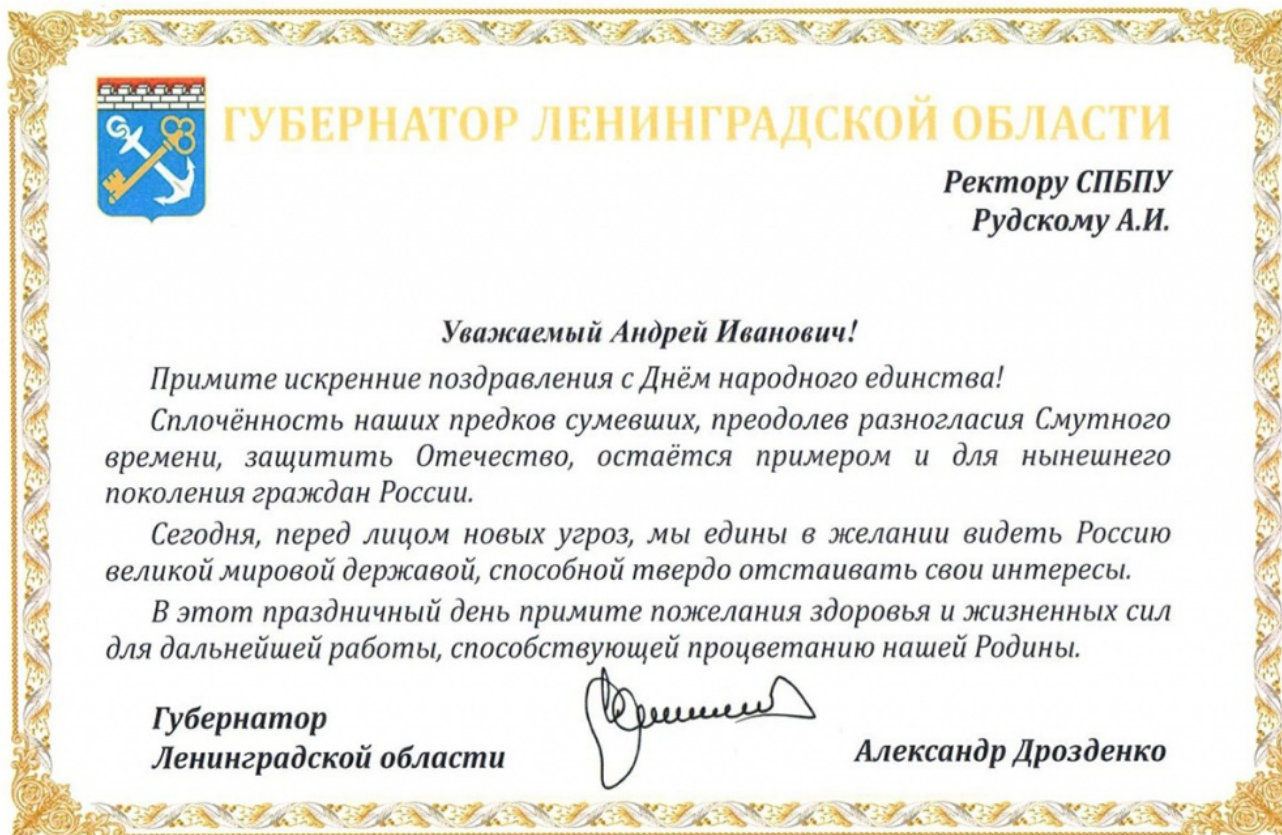 ГУБЕРНАТОР ЛЕНИНГРАДСКОЙ ОБЛАСТИ
Ректору СПБПУ
Рудскому А.И.
Уважаемый Андрей Иванович!
Примите искренние поздравления с Днём народного единства!
Сплочённость наших предков сумевших, преодолев разногласия Смутного
времени, защитить Отечество, остаётся примером и для нынешнего
поколения граждан России.
Сегодня, перед лицом новых угроз, мы едины в желании видеть Россию
великой мировой державой, способной твердо отстаивать свои интересы.
В этот праздничный день примите пожелания здоровья и жизненных сил
для дальнейшей работы, способствующей процветанию нашей Родины.
Губернатор
Ленинградской области
Александр Дрозденко